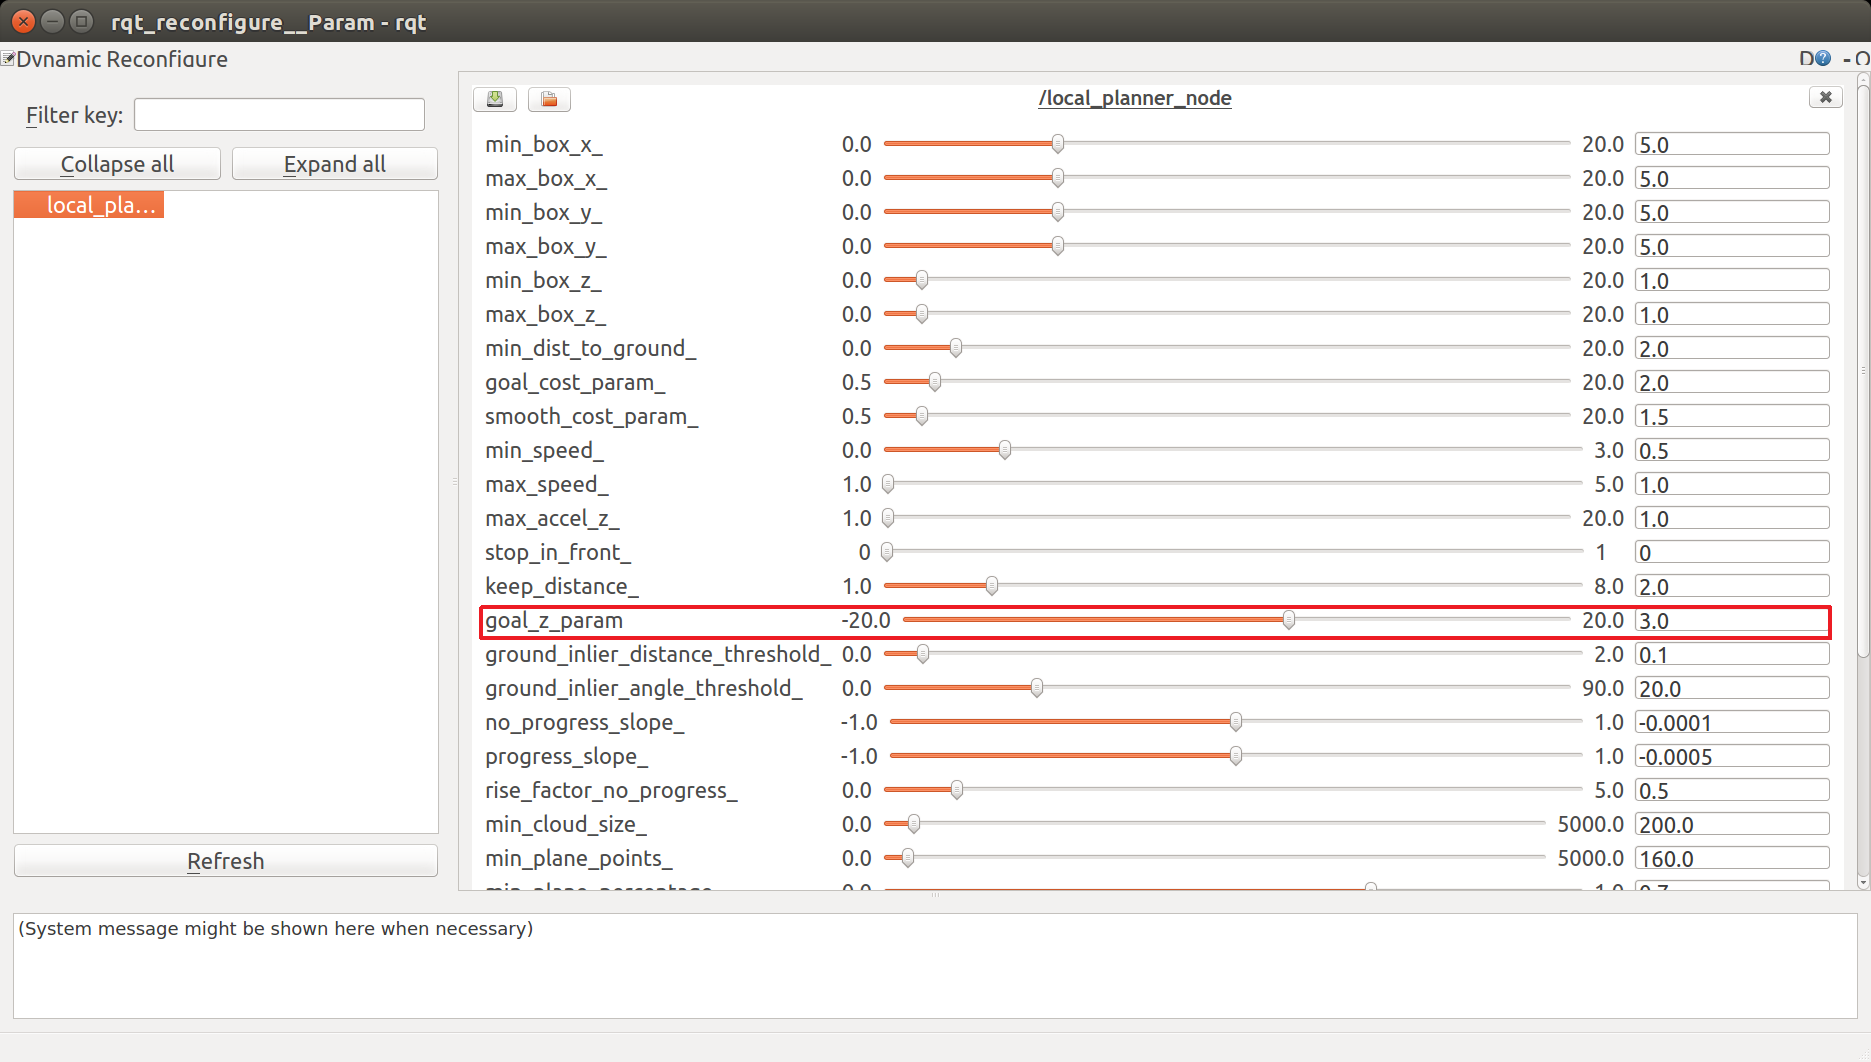 rqt_reconfigure__Param - rqt
Dynamic Reconfigure
D - O
Filter key:
Collapse all Expand all
local_pla...
Refresh
/local_planner_node
min_box_x_ 0.0 20.0 5.0
max_box_x_ 0.0 20.0 5.0
min_box_y_ 0.0 20.0 5.0
max_box_y_ 0.0 20.0 5.0
min_box_z_ 0.0 20.0 1.0
max_box_z_ 0.0 20.0 1.0
min_dist_to_ground_ 0.0 20.0 2.0
goal_cost_param_ 0.5 20.0 2.0
smooth_cost_param_ 0.5 20.0 1.5
min_speed_ 0.0 3.0 0.5
max_speed_ 1.0 5.0 1.0
max_accel_z_ 1.0 20.0 1.0
stop_in_front_ 0 1 0
keep_distance_ 1.0 8.0 2.0
goal_z_param -20.0 20.0 3.0
ground_inlier_distance_threshold_ 0.0 2.0 0.1
ground_inlier_angle_threshold_ 0.0 90.0 20.0
no_progress_slope_ -1.0 1.0 -0.0001
progress_slope_ -1.0 1.0 -0.0005
rise_factor_no_progress_ 0.0 5.0 0.5
min_cloud_size_ 0.0 5000.0 200.0
min_plane_points_ 0.0 5000.0 160.0
min_plane_percentage_ 0.0 1.0 0.7
(System message might be shown here when necessary)